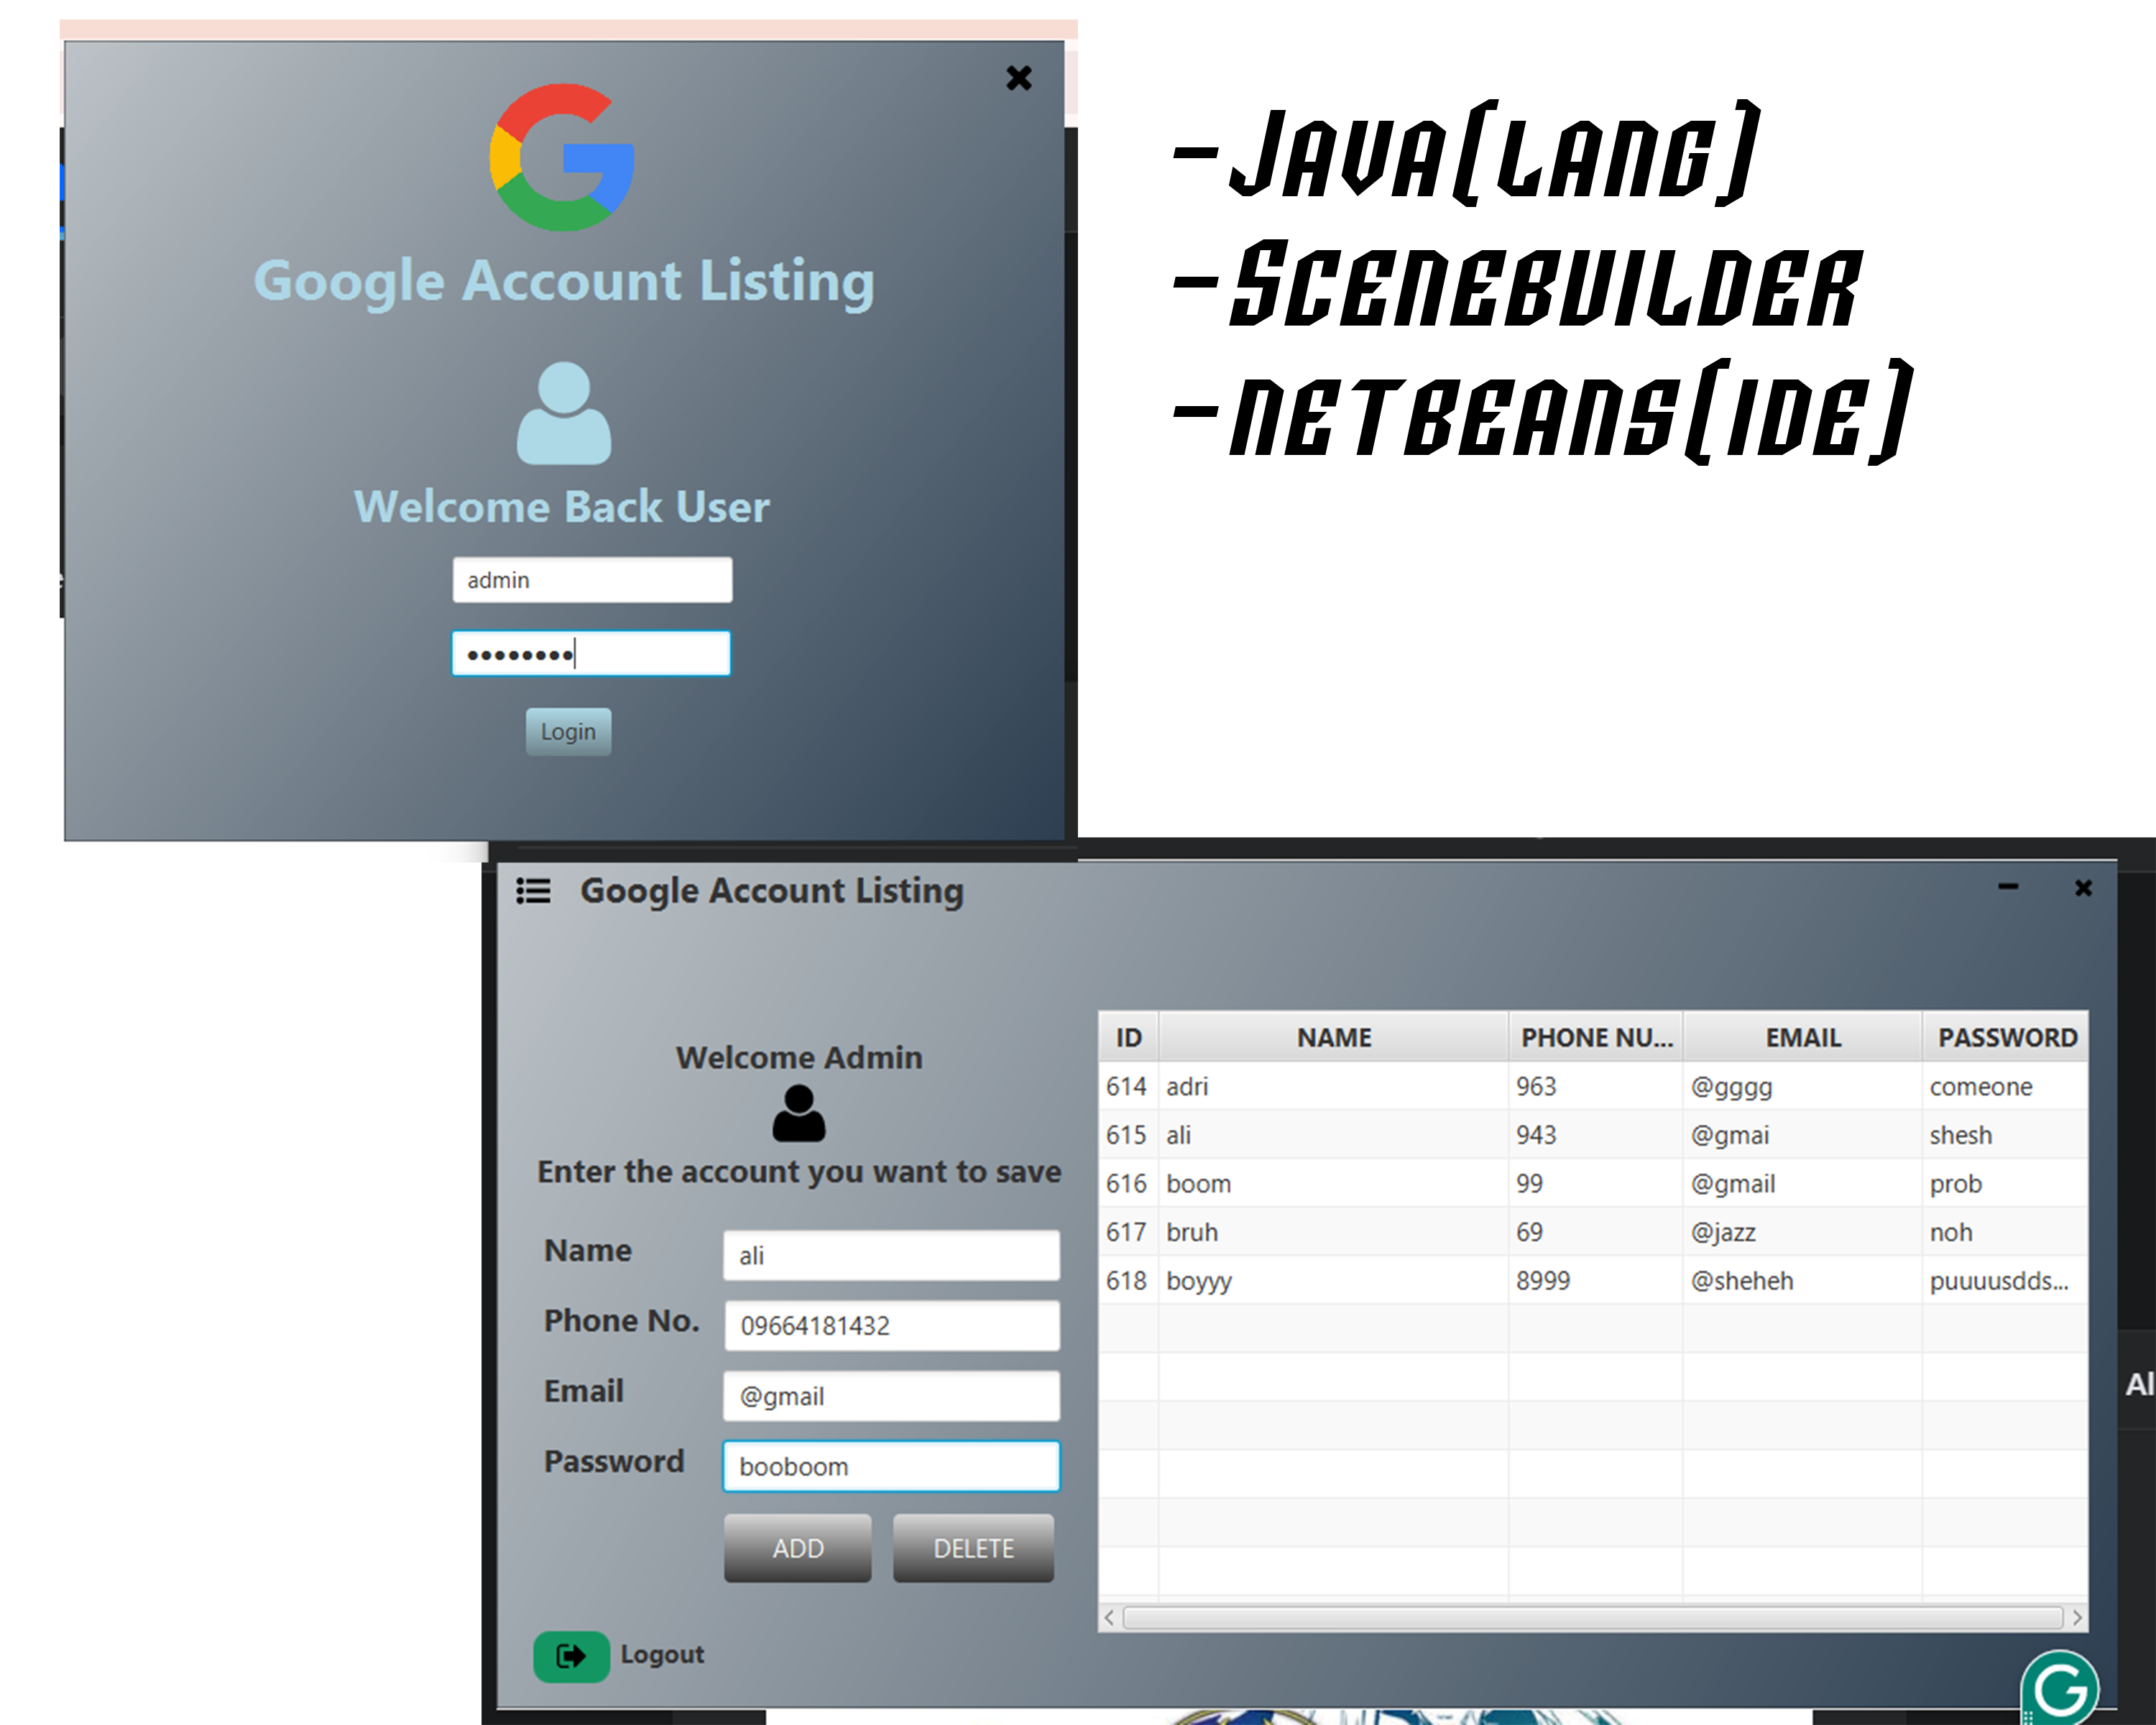 Google Account Listing
Welcome Back User
admin
Login
-Java(lang)
-Scenebuilder
-netbeans(ide)
Google Account Listing
Welcome Admin
Enter the account you want to save
Name ali
Phone No. 09664181432
Email @gmail
Password booboom
ADD DELETE
Logout
ID NAME PHONE NU... EMAIL PASSWORD
614 adri 963 @gggg comeone
615 ali 943 @gmai shesh
616 boom 99 @gmail prob
617 bruh 69 @jazz noh
618 boyyy 8999 @sheheh puuuusdds...
Al